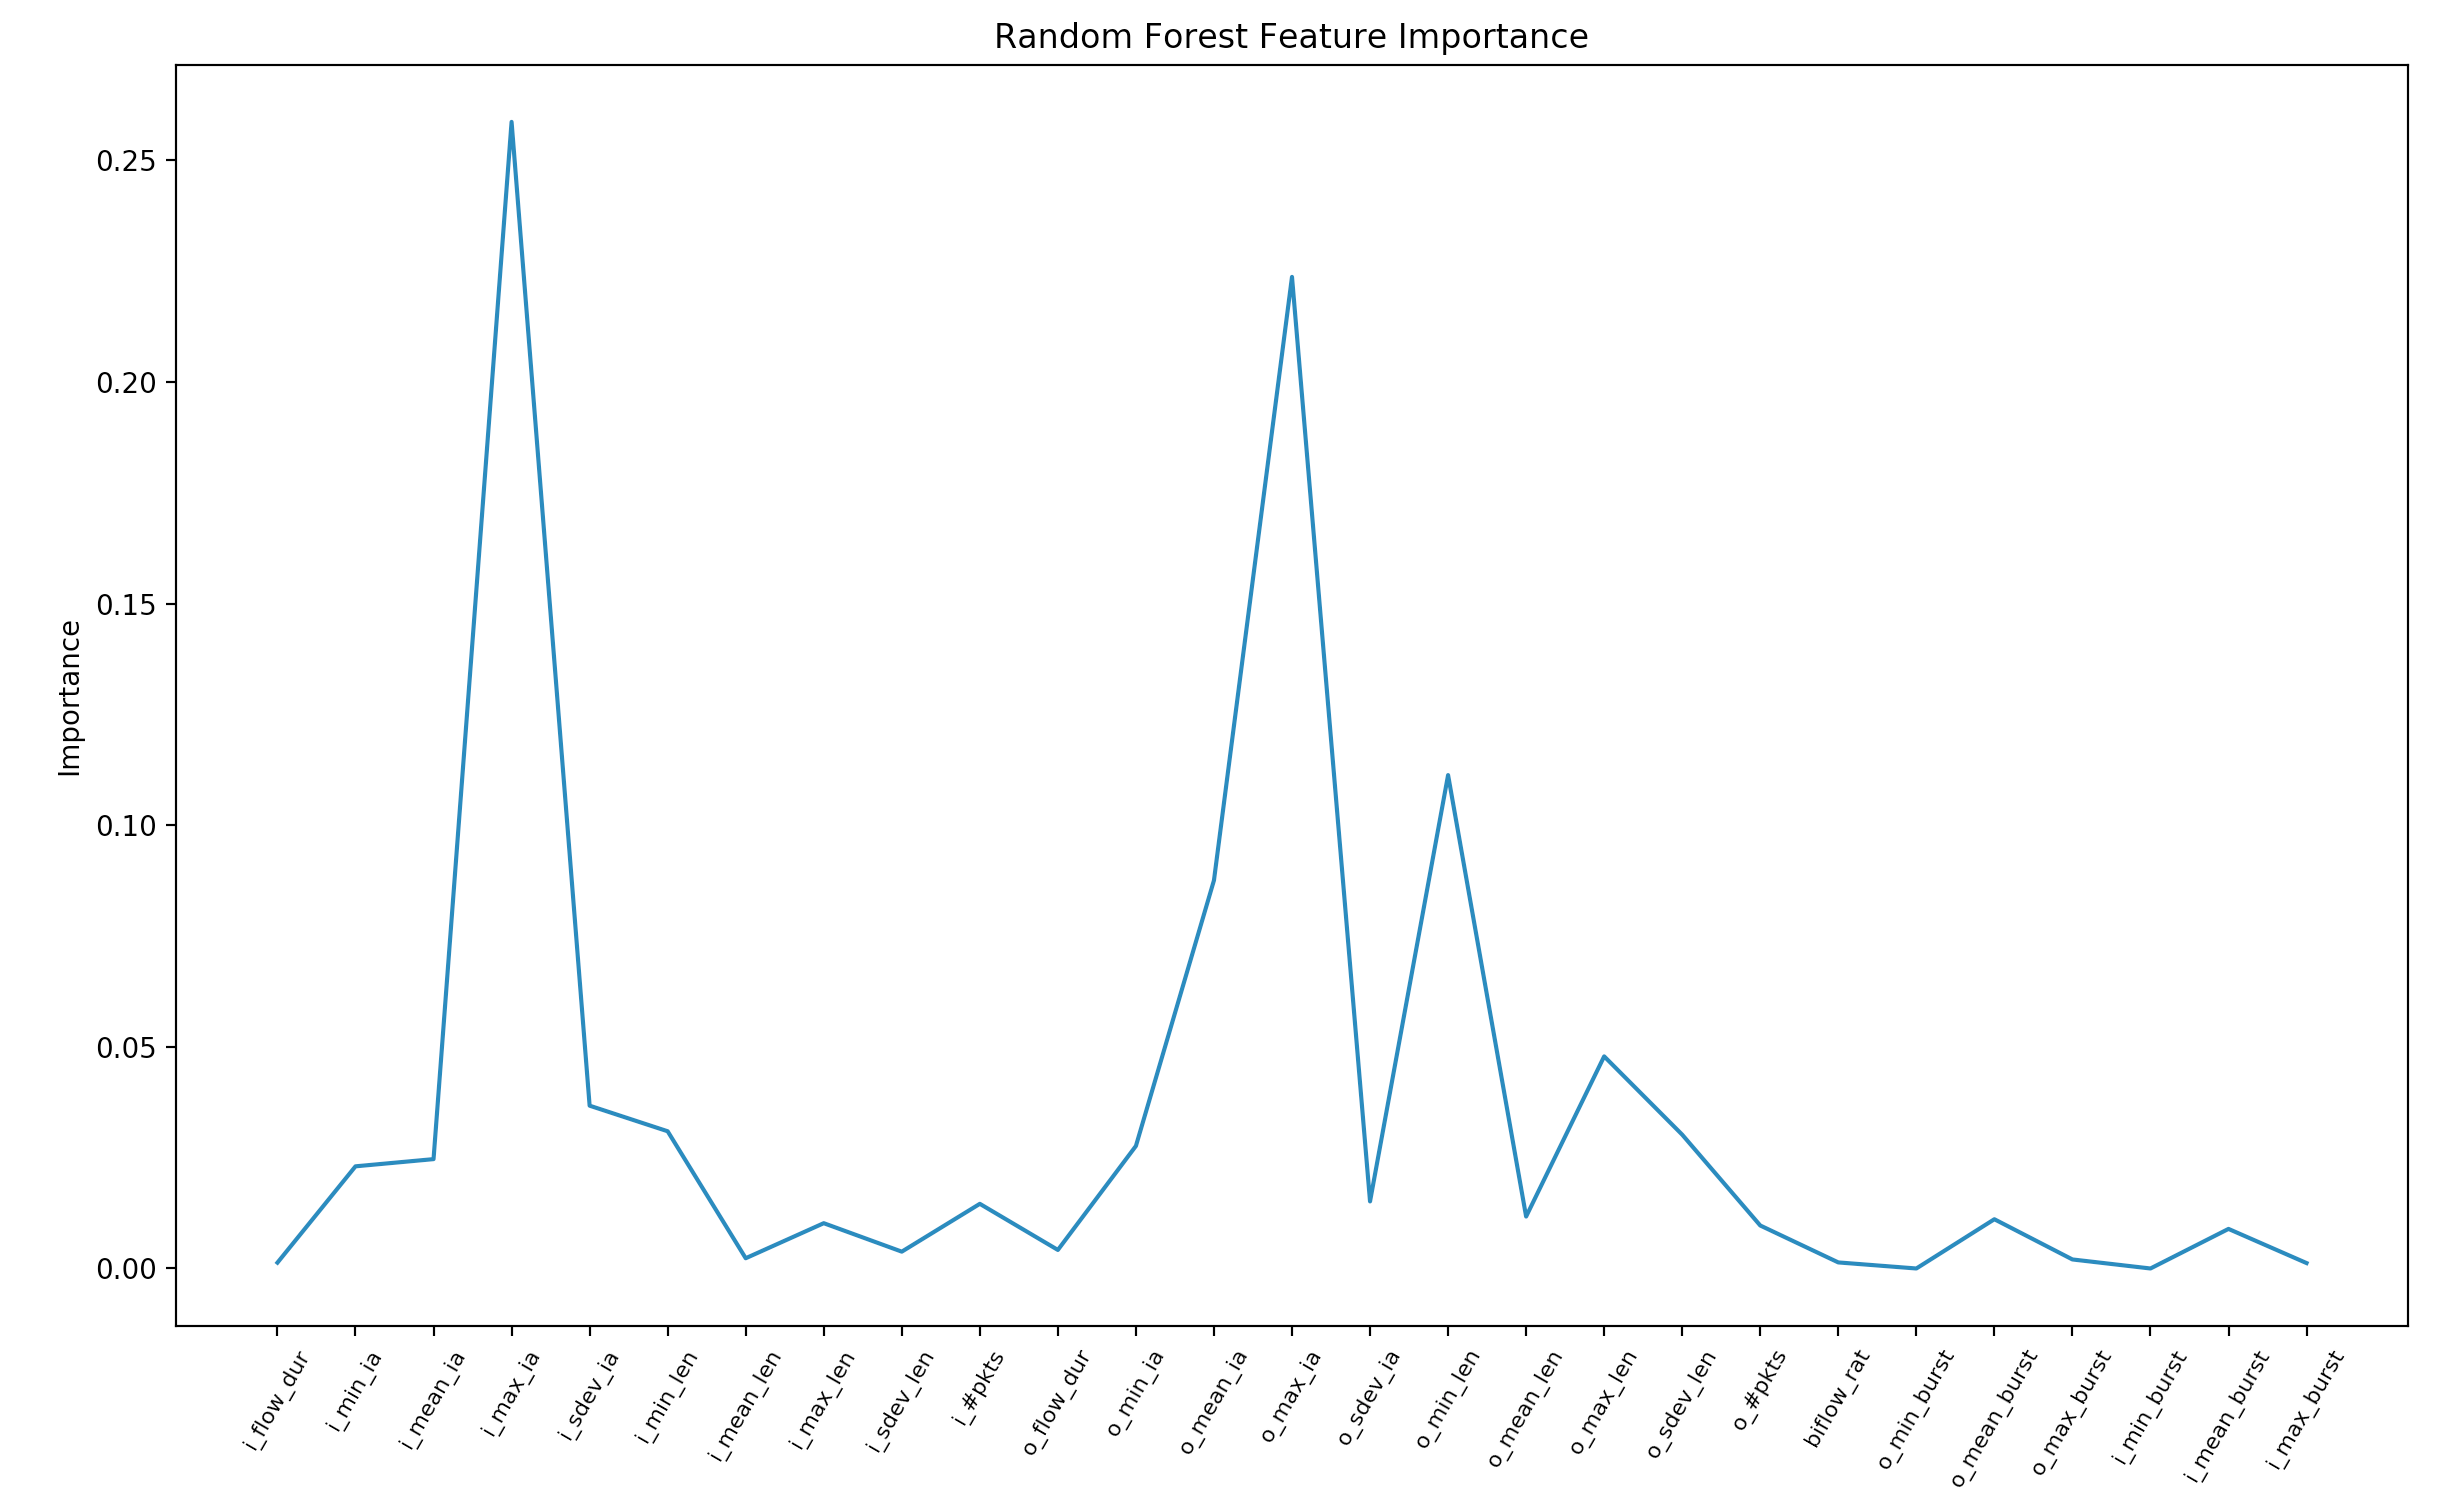 Random Forest Feature Importance
Importance
0.25
0.20
0.15
0.10
0.05
0.00
i_flow_dur
i_min_ia
i_mean_ia
i_max_ia
i_sdev_ia
i_min_len
i_mean_len
i_max_len
i_sdev_len
i_#pkts
o_flow_dur
o_min_ia
o_mean_ia
o_max_ia
o_sdev_ia
o_min_len
o_mean_len
o_max_len
o_sdev_len
o_#pkts
biflow_rat
o_min_burst
o_mean_burst
o_max_burst
i_min_burst
i_mean_burst
i_max_burst